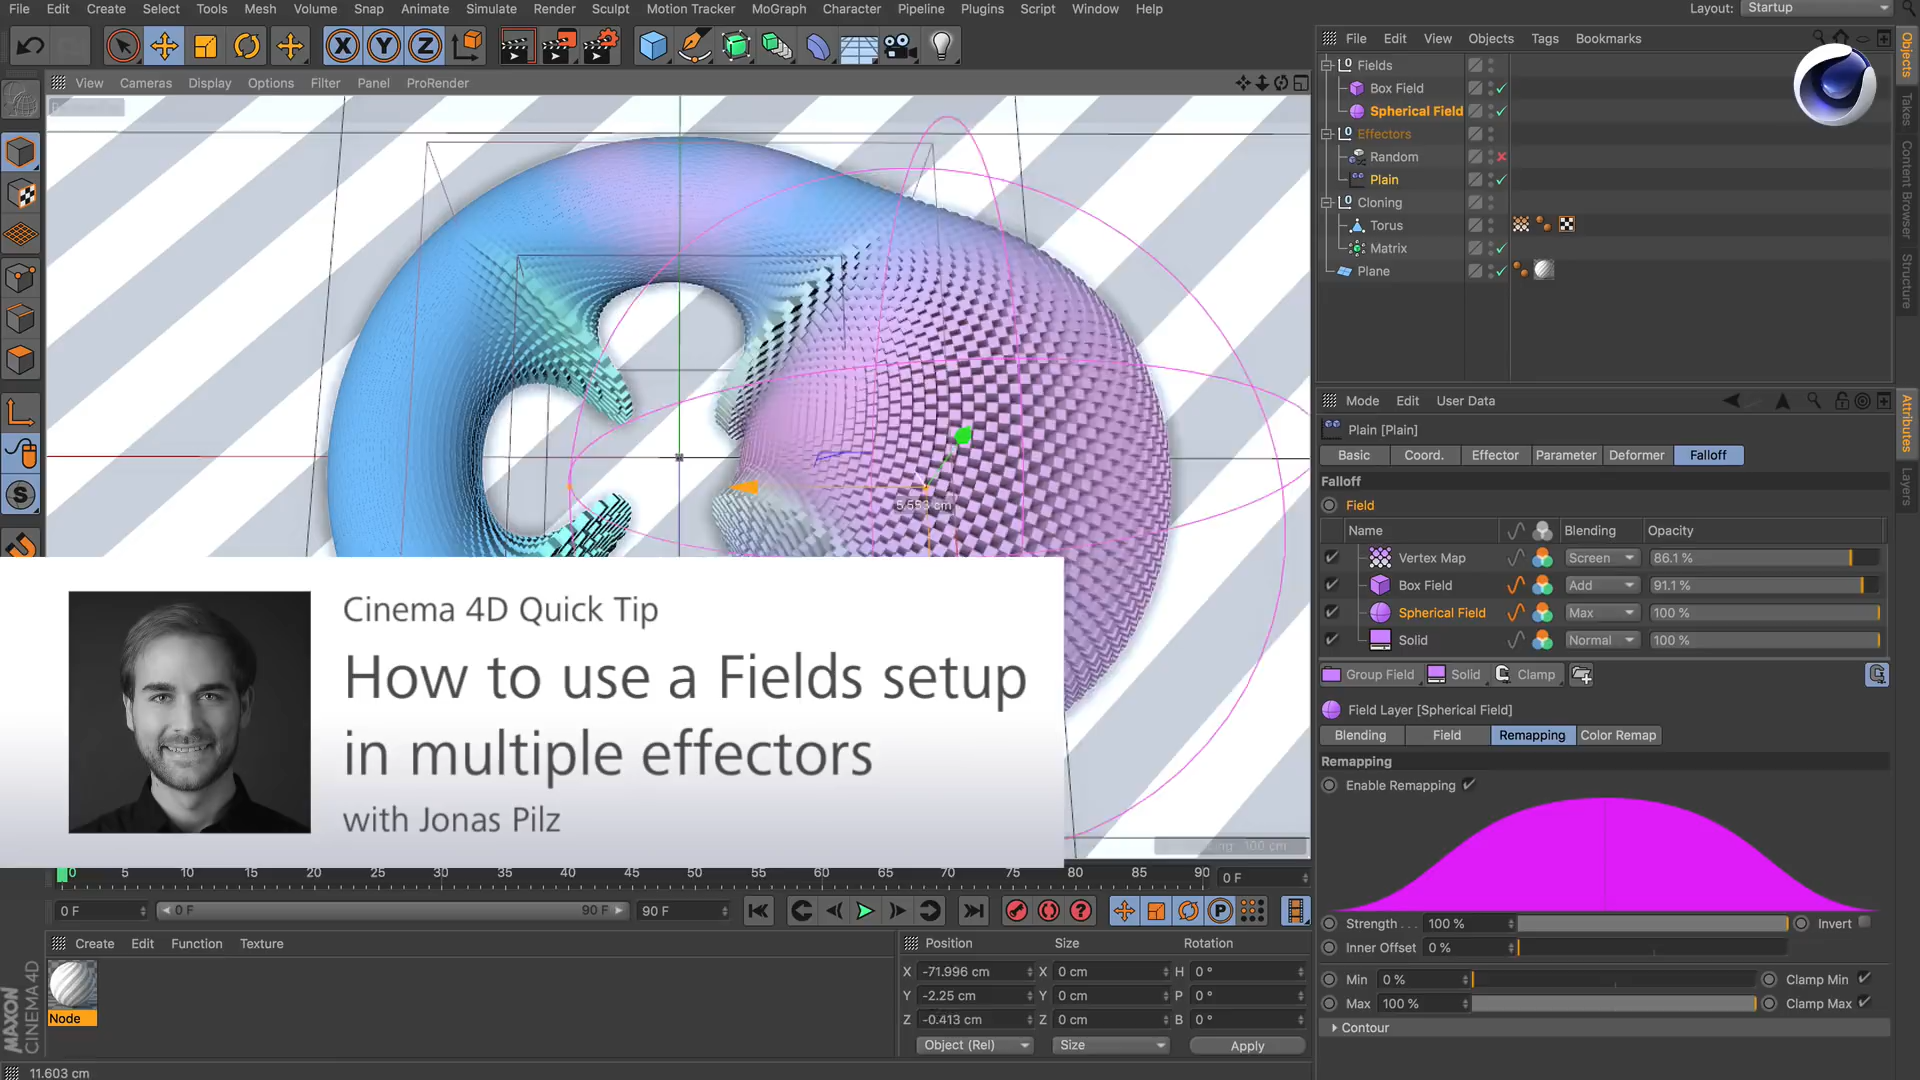 File Edit Create Select Tools Mesh Volume Snap Animate Simulate Render Sculpt Motion Tracker MoGraph Character Pipeline Plugins Script Window Help
Layout: Startup
View Cameras Display Options Filter Panel ProRender
5.553 cm
100 cm
File Edit View Objects Tags Bookmarks
Fields
Box Field
Spherical Field
Effectors
Random
Plain
Cloning
Torus
Matrix
Plane
Objects
Takes
Content Browser
Structure
Mode Edit User Data
Attributes
Layers
Plain [Plain]
Basic Coord. Effector Parameter Deformer Falloff
Falloff
Field
Name Blending Opacity
Vertex Map Screen 86.1 %
Box Field Add 91.1 %
Spherical Field Max 100 %
Solid Normal 100 %
Group Field Solid Clamp
Field Layer [Spherical Field]
Blending Field Remapping Color Remap
Remapping
Enable Remapping
Strength . . . 100 % Invert
Inner Offset 0 %
Min 0 % Clamp Min
Max 100 % Clamp Max
Contour
Cinema 4D Quick Tip
How to use a Fields setup
in multiple effectors
with Jonas Pilz
0 5 10 15 20 25 30 35 40 45 50 55 60 65 70 75 80 85 90 0 F
0 F 0 F 90 F 90 F
Create Edit Function Texture
Node
MAXON
CINEMA 4D
Position Size Rotation
X -71.996 cm X 0 cm H 0 °
Y -2.25 cm Y 0 cm P 0 °
Z -0.413 cm Z 0 cm B 0 °
Object (Rel) Size Apply
11.603 cm